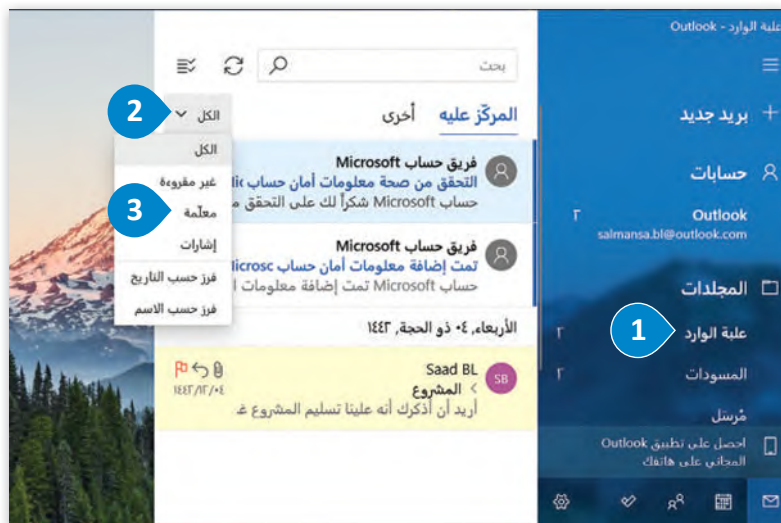 علبة الوارد - Outlook
بريد جديد
حسابات
Outlook ٢
salmansa.bl@outlook.com
المجلدات
1
علبة الوارد ٢
المسودات ٢
مُرسَل
احصل على تطبيق Outlook
المجاني على هاتفك
بحث
المركّز عليه أخرى
2
الكل
الكل
غير مقروءة
3
معلّمة
إشارات
فرز حسب التاريخ
فرز حسب الاسم
فريق حساب Microsoft
التحقق من صحة معلومات أمان حساب
حساب Microsoft شكراً لك على التحقق
فريق حساب Microsoft
تمت إضافة معلومات أمان حساب Microsc
حساب Microsoft تمت إضافة معلومات
الأربعاء, ٠٤ ذو الحجة, ١٤٤٢
SB
Saad BL
المشروع
١٤٤٢/١٢/٠٤
أريد أن أذكرك أنه علينا تسليم المشروع غ